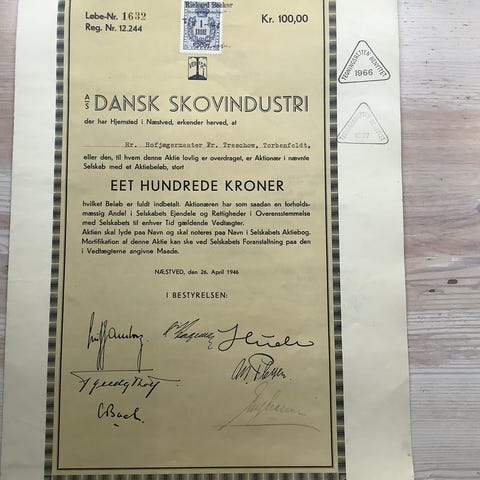 Løbe-Nr. 1632
Reg. Nr. 12.244
Kr. 100,00
Richard Becker
A/S DANSK SKOVINDUSTRI
der har Hjemsted i Næstved, erkender herved, at
Hr. Hofjægermester Fr. Treschow, Torbenfeldt,
eller den, til hvem denne Aktie lovlig er overdraget, er Aktionær i nævnte
Selskab med et Aktiebeløb, stort
EET HUNDREDE KRONER
hvilket Beløb er fuldt indbetalt. Aktionæren har som saadan en forholds-
mæssig Andel i Selskabets Ejendele og Rettigheder i Overensstemmelse
med Selskabets til enhver Tid gældende Vedtægter.
Aktien skal lyde paa Navn og skal noteres paa Navn i Selskabets Aktiebog.
Mortifikation af denne Aktie kan ske ved Selskabets Foranstaltning paa den
i Vedtægterne angivne Maade.
NÆSTVED, den 26. April 1946
I BESTYRELSEN:
C Bach.
TEGNINGSRETTEN BENYTTET
1966